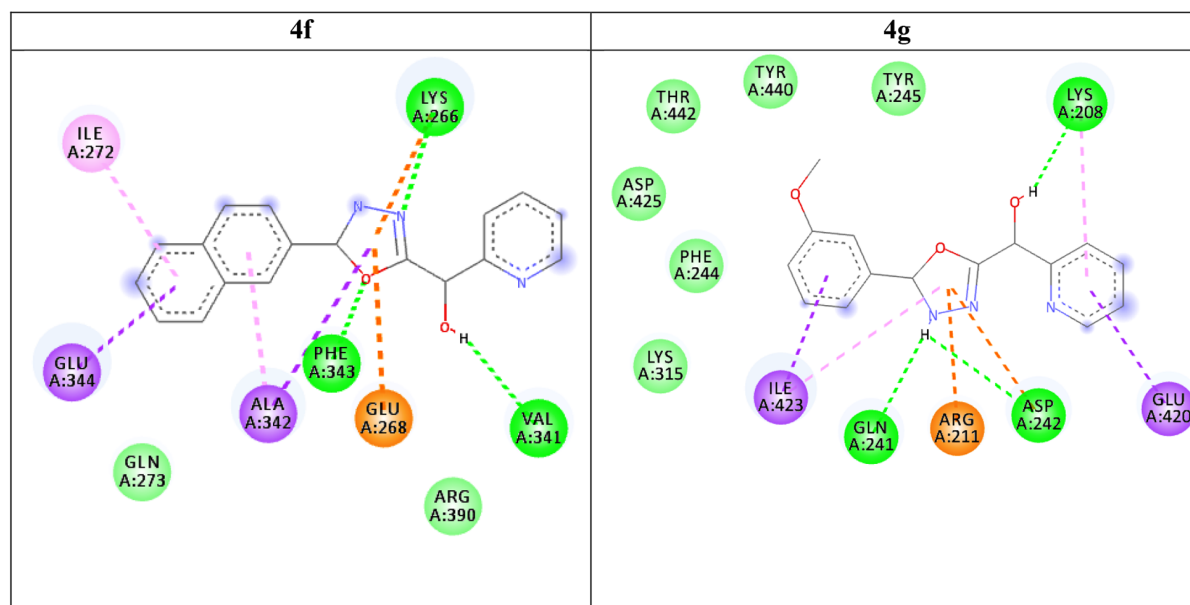 4f
4g
LYS
A:266
ILE
A:272
N
N
O
N
O
H
PHE
A:343
GLU
A:344
ALA
A:342
GLU
A:268
VAL
A:341
GLN
A:273
ARG
A:390
TYR
A:440
TYR
A:245
THR
A:442
LYS
A:208
ASP
A:425
O
O
H
PHE
A:244
O
N
N
H
N
LYS
A:315
ILE
A:423
GLN
A:241
ARG
A:211
ASP
A:242
GLU
A:420